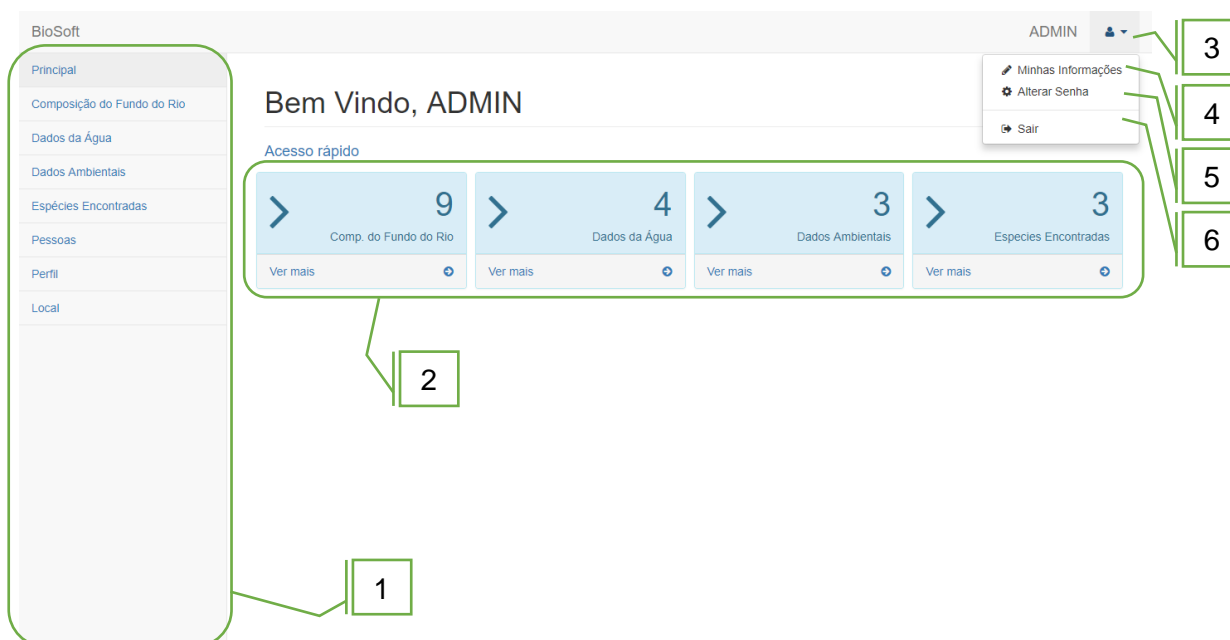 BioSoft
ADMIN
3
Principal
Minhas Informações
Composição do Fundo do Rio
Bem Vindo, ADMIN
Alterar Senha
4
Dados da Água
Sair
Acesso rápido
Dados Ambientais
5
Espécies Encontradas
9
4
3
3
Pessoas
Comp. do Fundo do Rio
Dados da Água
Dados Ambientais
Especies Encontradas
6
Perfil
Ver mais
Ver mais
Ver mais
Ver mais
Local
2
1